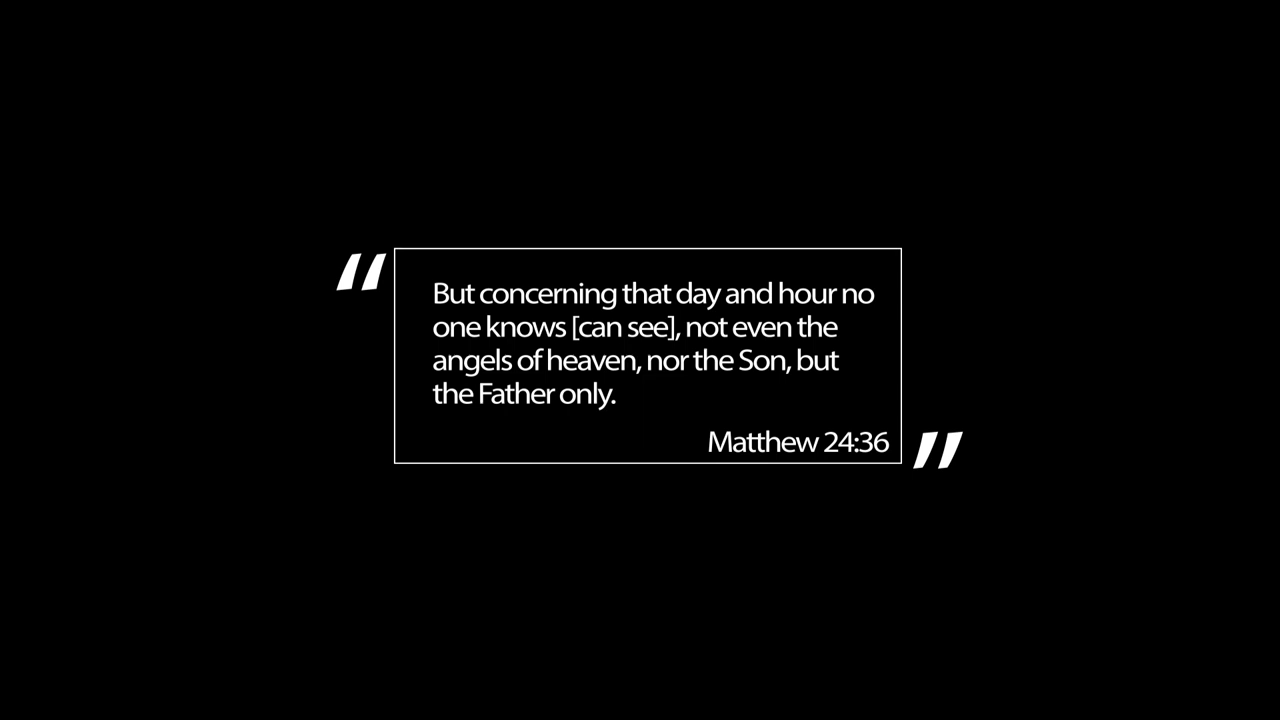 “
But concerning that day and hour no
one knows [can see], not even the
angels of heaven, nor the Son, but
the Father only.
Matthew 24:36
”